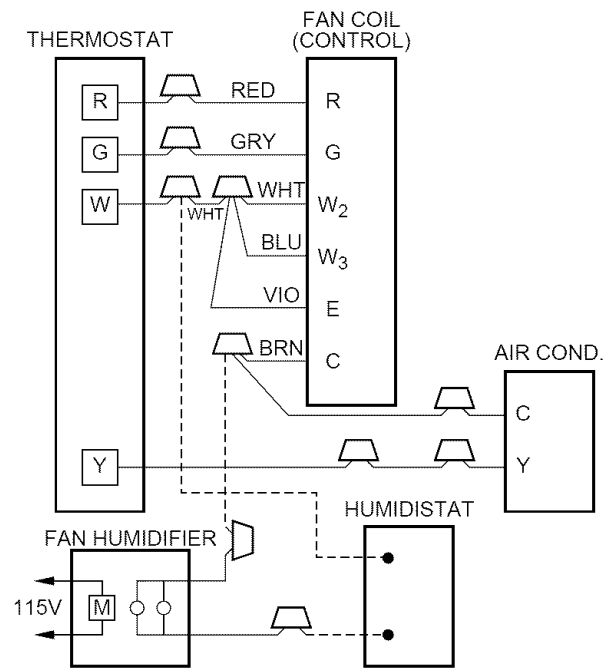 FAN COIL
(CONTROL)
THERMOSTAT
R RED R
G GRY G
W WHT WHT W2
BLU W3
VIO E
BRN C
AIR COND.
C
Y Y
HUMIDISTAT
FAN HUMIDIFIER
115V M